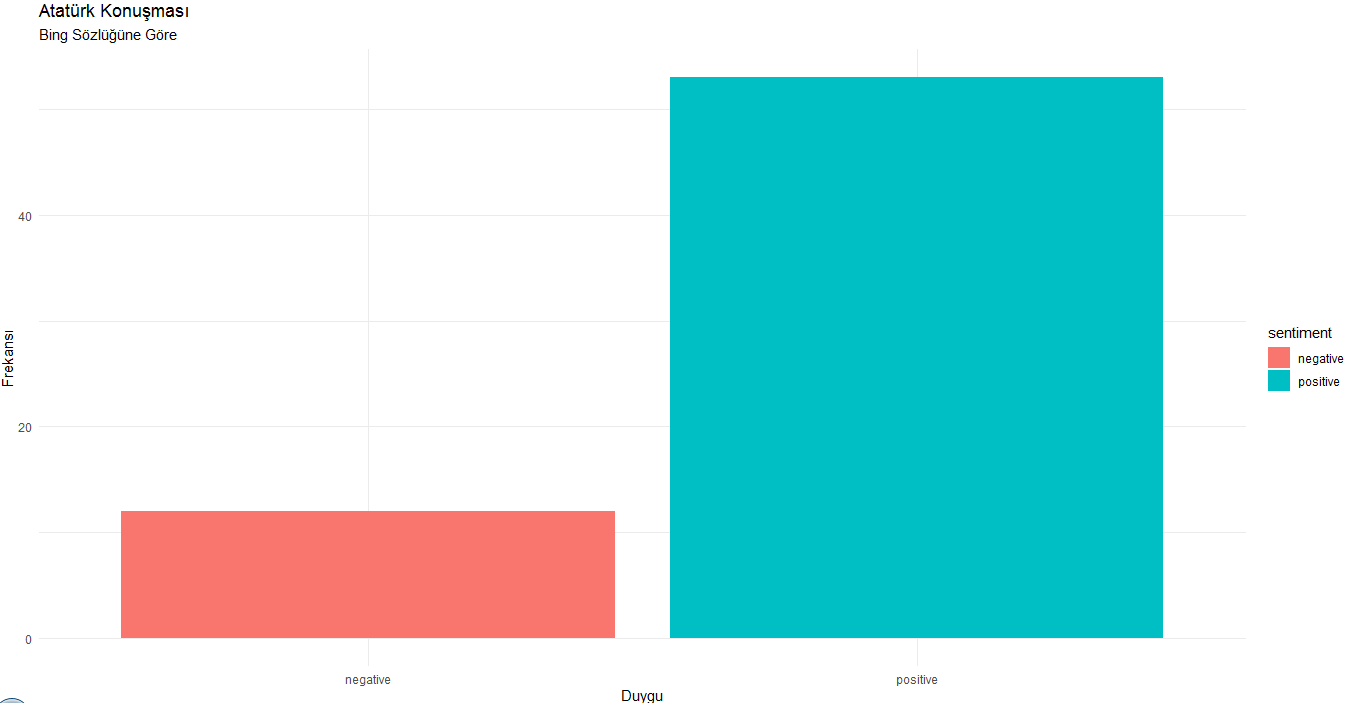 Atatürk Konuşması
Bing Sözlüğüne Göre
40
20
0
Frekansı
negative
positive
Duygu
sentiment
negative
positive